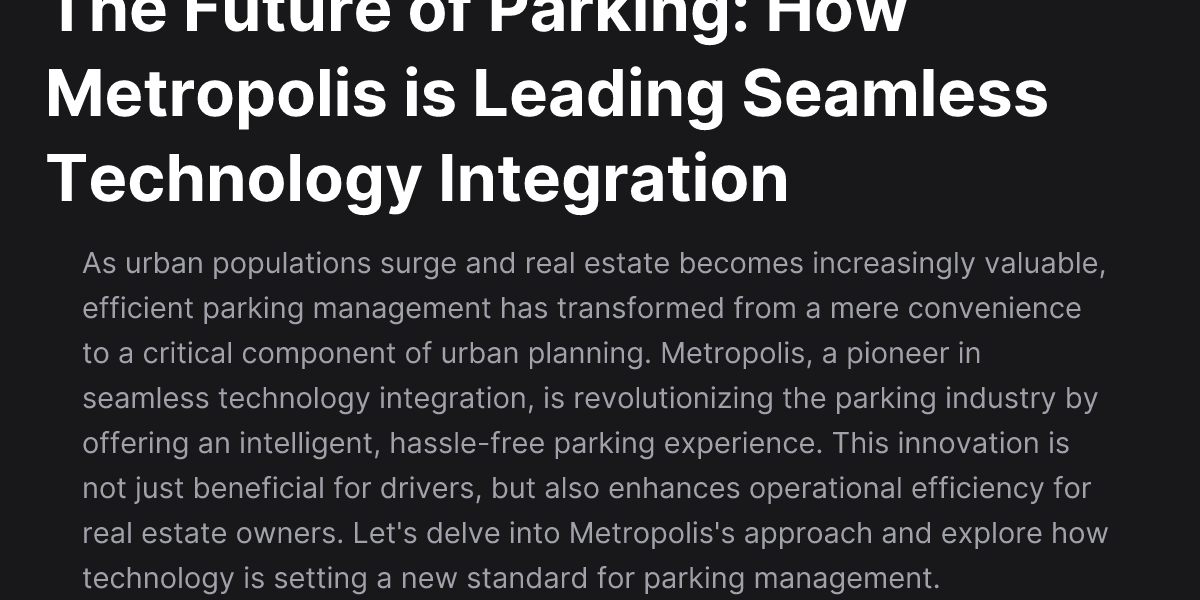 The Future of Parking: How
Metropolis is Leading Seamless
Technology Integration
As urban populations surge and real estate becomes increasingly valuable,
efficient parking management has transformed from a mere convenience
to a critical component of urban planning. Metropolis, a pioneer in
seamless technology integration, is revolutionizing the parking industry by
offering an intelligent, hassle-free parking experience. This innovation is
not just beneficial for drivers, but also enhances operational efficiency for
real estate owners. Let's delve into Metropolis's approach and explore how
technology is setting a new standard for parking management.